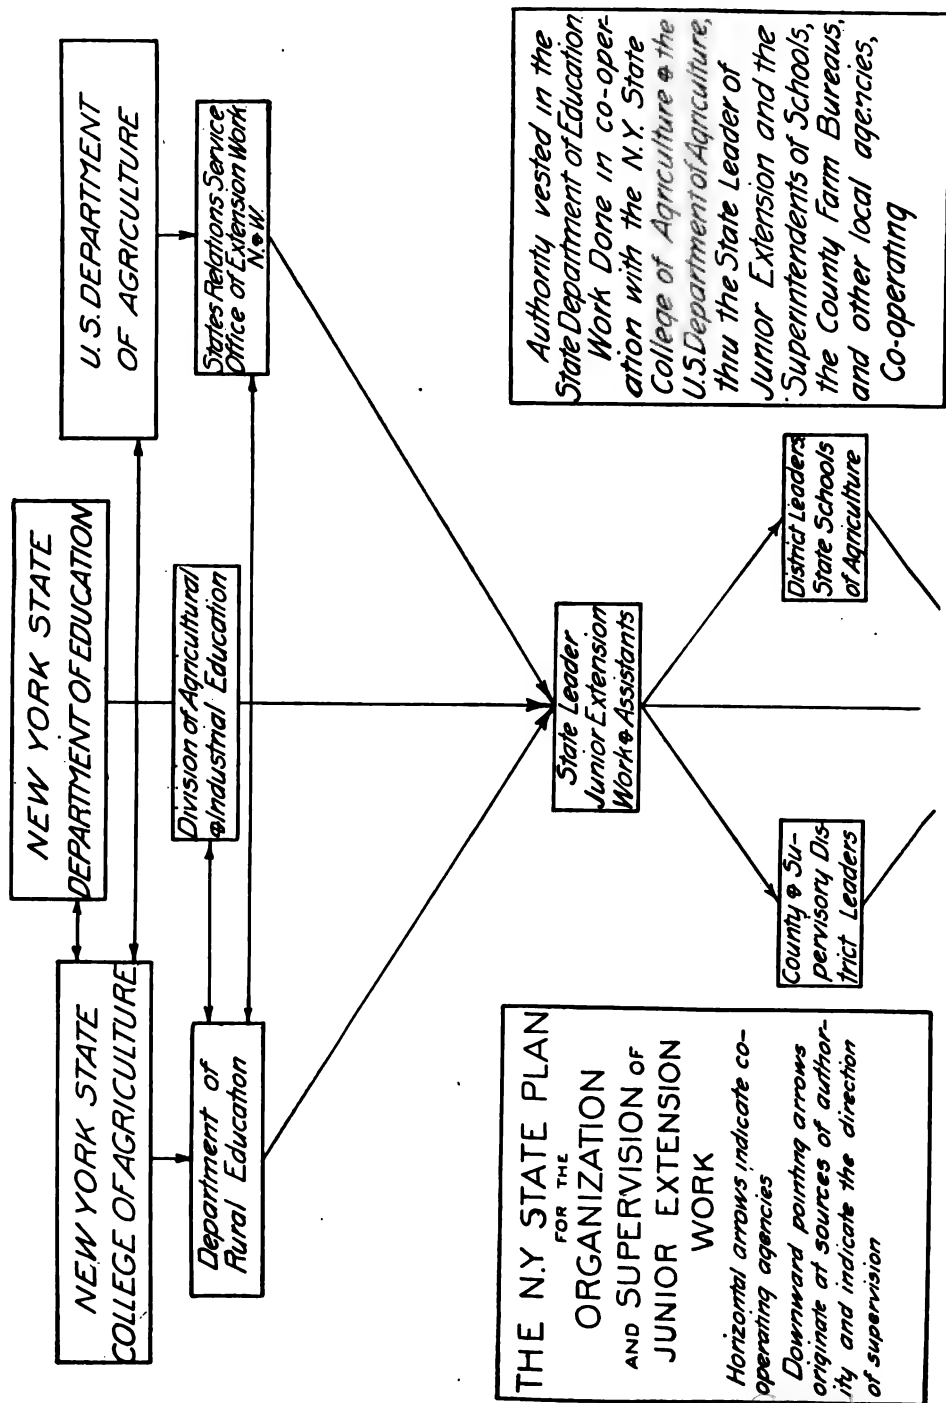 NEW YORK STATE
COLLEGE OF AGRICULTURE
NEW YORK STATE
DEPARTMENT OF EDUCATION
U.S. DEPARTMENT
OF AGRICULTURE
Department of
Rural Education
Division of Agricultural
& Industrial Education
States Relations Service
Office of Extension Work
N. & W.
State Leader
Junior Extension
Work & Assistants
County & Su-
pervisory Dis-
trict Leaders
District Leaders
State Schools
of Agriculture
THE N.Y STATE PLAN
FOR THE
ORGANIZATION
AND SUPERVISION OF
JUNIOR EXTENSION
WORK
Horizontal arrows indicate co-
operating agencies
Downward pointing arrows
originate at sources of author-
ity and indicate the direction
of supervision
Authority vested in the
State Department of Education
Work Done in co-oper-
ation with the N.Y. State
College of Agriculture & the
U.S. Department of Agriculture,
thru the State Leader of
Junior Extension and the
Superintendents of Schools,
the County Farm Bureaus,
and other local agencies,
Co-operating